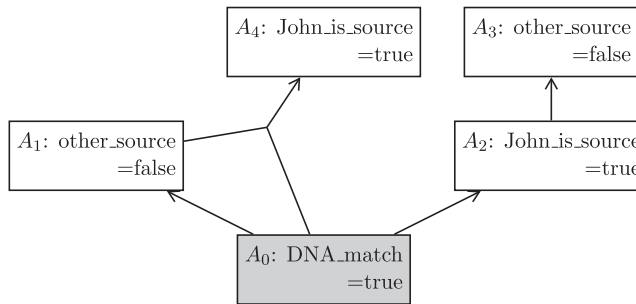 A₄: John_is_source
=true
A₃: other_source
=false
A₁: other_source
=false
A₂: John_is_source
=true
A₀: DNA_match
=true